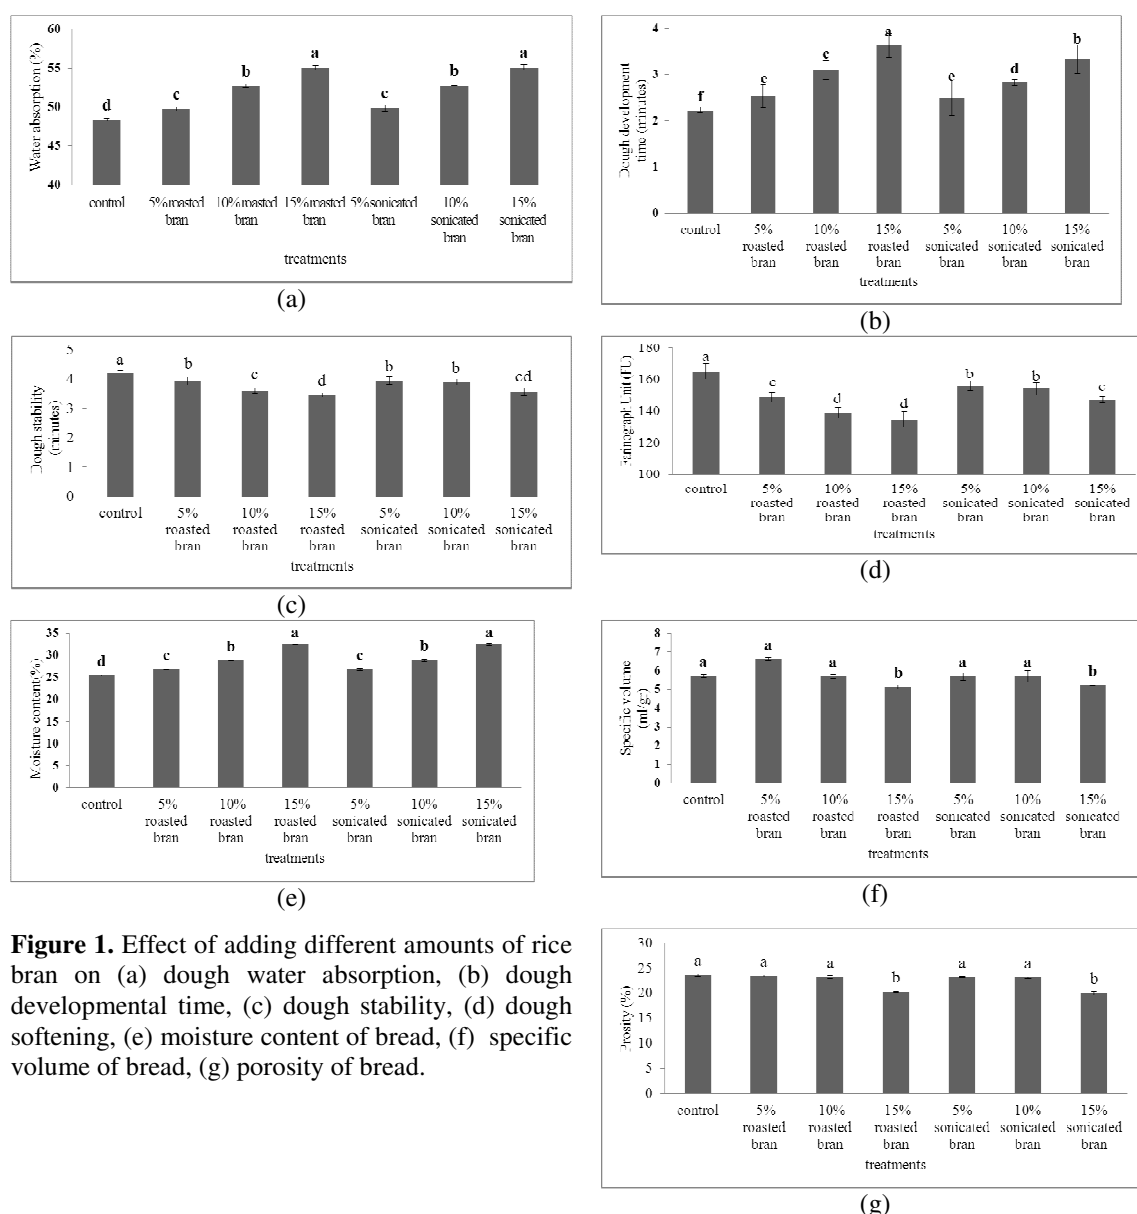 60
55
50
45
40
Water absorption (%)
d
c
b
a
c
b
a
control
5%roasted
bran
10%roasted
bran
15%roasted
bran
5%sonicated
bran
10%
sonicated
bran
15%
sonicated
bran
treatments
(a)
4
3
2
1
0
Dough development
time (minutes)
f
e
c
a
e
d
b
control
5%
roasted
bran
10%
roasted
bran
15%
roasted
bran
5%
sonicated
bran
10%
sonicated
bran
15%
sonicated
bran
treatments
(b)
5
4
3
2
1
0
Dough stability
(minutes)
a
b
c
d
b
b
cd
control
5%
roasted
bran
10%
roasted
bran
15%
roasted
bran
5%
sonicated
bran
10%
sonicated
bran
15%
sonicated
bran
treatments
(c)
180
160
140
120
100
Farinograph Unit (FU)
a
c
d
d
b
b
c
control
5%
roasted
bran
10%
roasted
bran
15%
roasted
bran
5%
sonicated
bran
10%
sonicated
bran
15%
sonicated
bran
treatments
(d)
35
30
25
20
15
10
5
0
Moisture content(%)
d
c
b
a
c
b
a
control
5%
roasted
bran
10%
roasted
bran
15%
roasted
bran
5%
sonicated
bran
10%
sonicated
bran
15%
sonicated
bran
treatments
(e)
8
7
6
5
4
3
2
1
0
Specific volume
(ml/gr)
a
a
a
b
a
a
b
control
5%
roasted
bran
10%
roasted
bran
15%
roasted
bran
5%
sonicated
bran
10%
sonicated
bran
15%
sonicated
bran
treatments
(f)
Figure 1. Effect of adding different amounts of rice
bran on (a) dough water absorption, (b) dough
developmental time, (c) dough stability, (d) dough
softening, (e) moisture content of bread, (f) specific
volume of bread, (g) porosity of bread.
30
25
20
15
10
5
0
Prosity (%)
a
a
a
b
a
a
b
control
5%
roasted
bran
10%
roasted
bran
15%
roasted
bran
5%
sonicated
bran
10%
sonicated
bran
15%
sonicated
bran
treatments
(g)